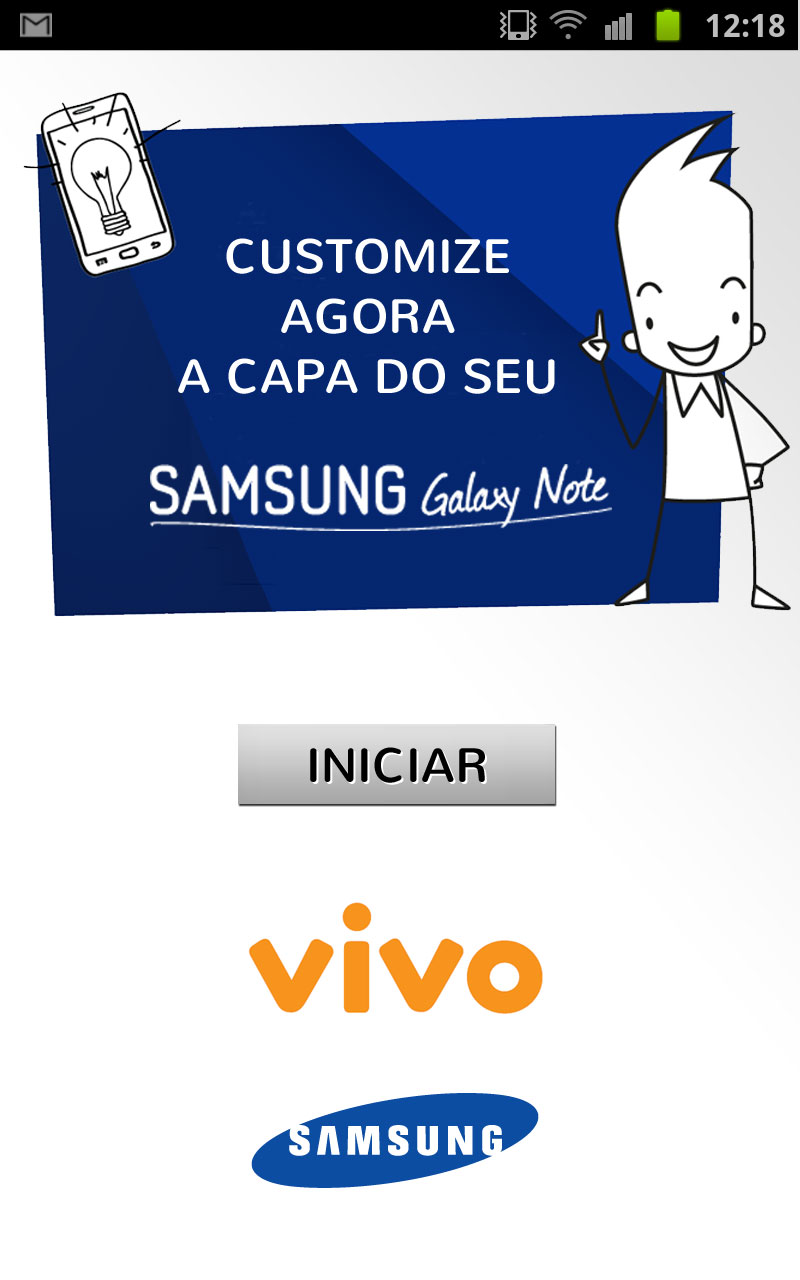 12:18
CUSTOMIZE
AGORA
A CAPA DO SEU
SAMSUNG Galaxy Note
INICIAR
vivo
SAMSUNG